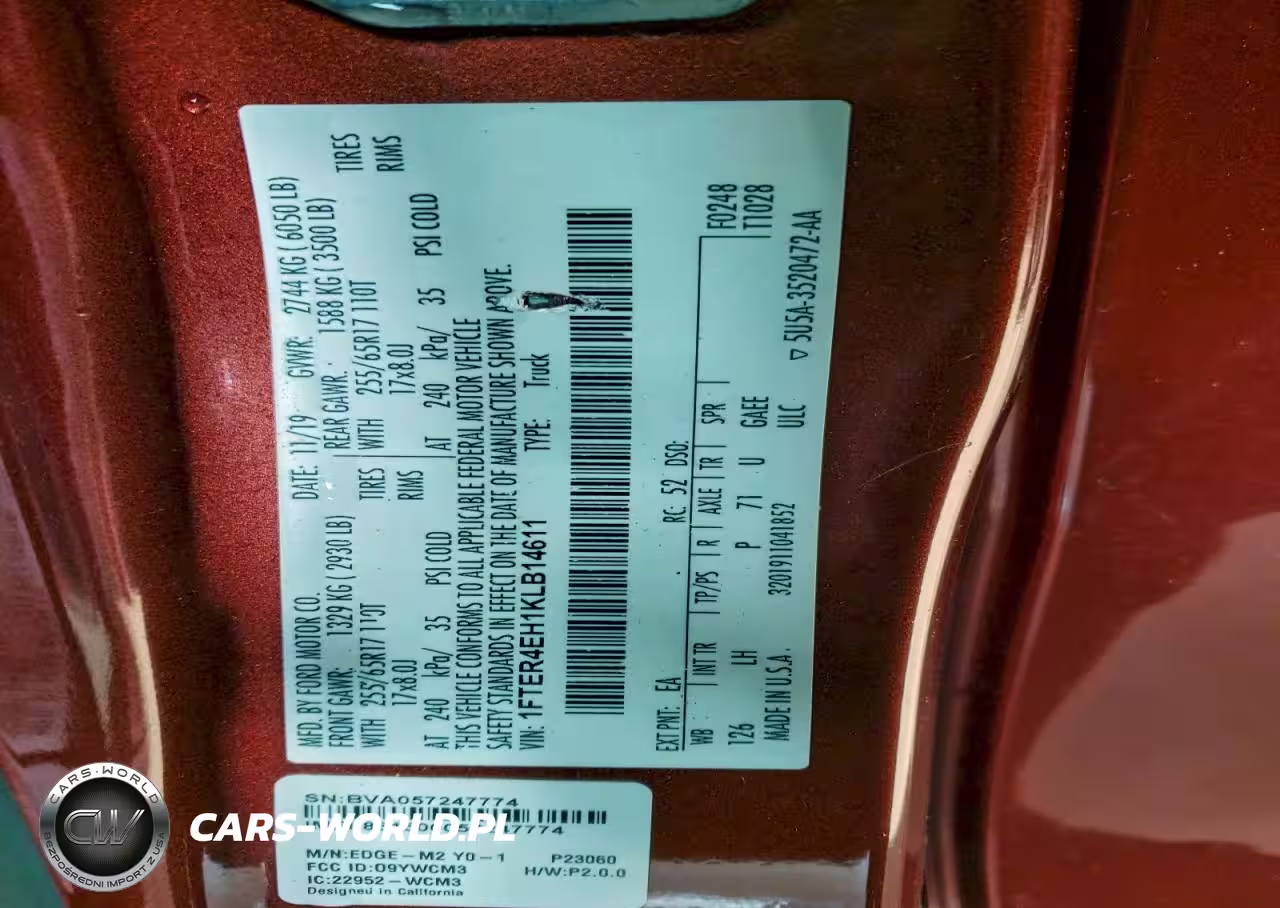 MFD. BY FORD MOTOR CO. DATE: 11/19 GVWR: 2744 KG ( 6050 LB)
FRONT GAWR: 1329 KG ( 2930 LB) REAR GAWR: 1588 KG ( 3500 LB)
WITH 255/65R17 110T TIRES WITH 255/65R17 110T TIRES
17x8.0J RIMS 17x8.0J RIMS
AT 240 kPa/ 35 PSI COLD AT 240 kPa/ 35 PSI COLD
THIS VEHICLE CONFORMS TO ALL APPLICABLE FEDERAL MOTOR VEHICLE
SAFETY STANDARDS IN EFFECT ON THE DATE OF MANUFACTURE SHOWN ABOVE.
VIN: 1FTER4EH1KLB14611 TYPE: Truck
EXT PNT: EA RC: 52 DSO:
WB INT TR TP/PS R AXLE TR SPR F0248
126 LH P 71 U GAEE T1028
MADE IN U.S.A. 3201911041852 ULC ▽ 5U5A-3520472-AA
SN:BVA057247774
M/N:EDGE-M2 Y0-1 P23060
FCC ID:O9YWCM3 H/W:P2.0.0
IC:22952-WCM3
Designed in California
CARS-WORLD
CW
BEZPOŚREDNI IMPORT Z USA
CARS-WORLD.PL